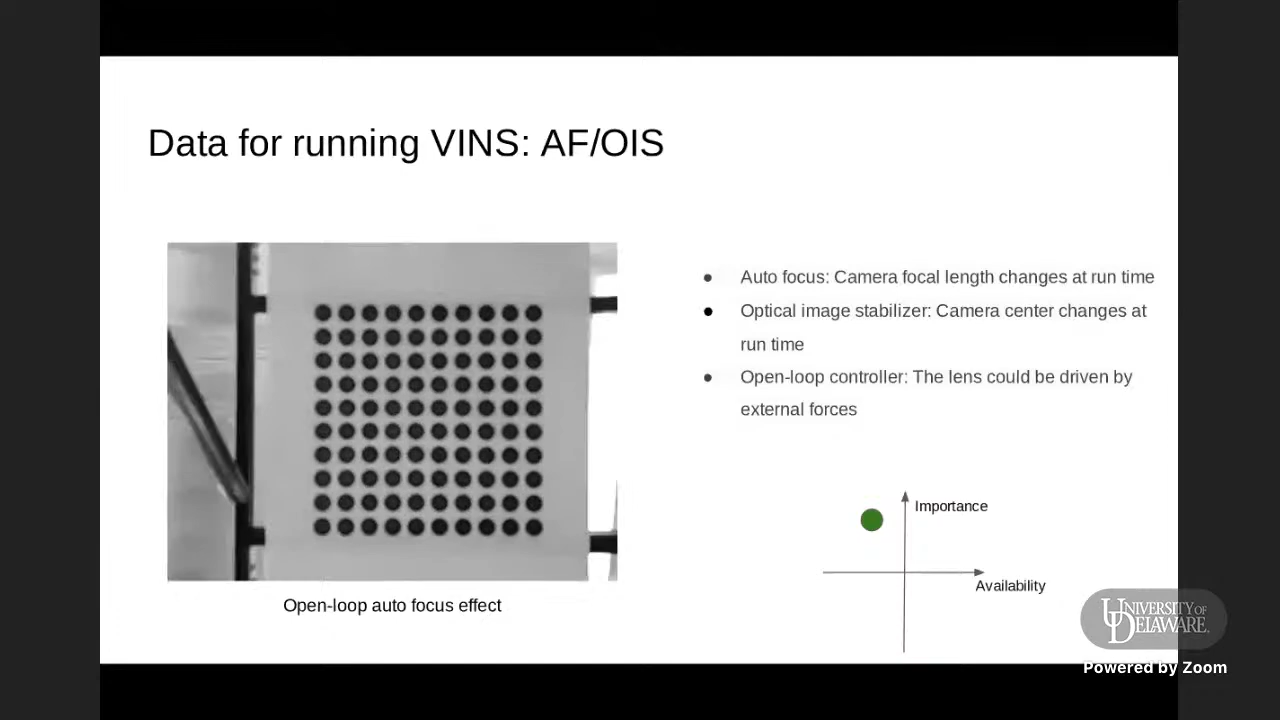 Data for running VINS: AF/OIS
● Auto focus: Camera focal length changes at run time
● Optical image stabilizer: Camera center changes at
run time
● Open-loop controller: The lens could be driven by
external forces
Open-loop auto focus effect
Importance
Availability
UNIVERSITY OF
DELAWARE.
Powered by Zoom